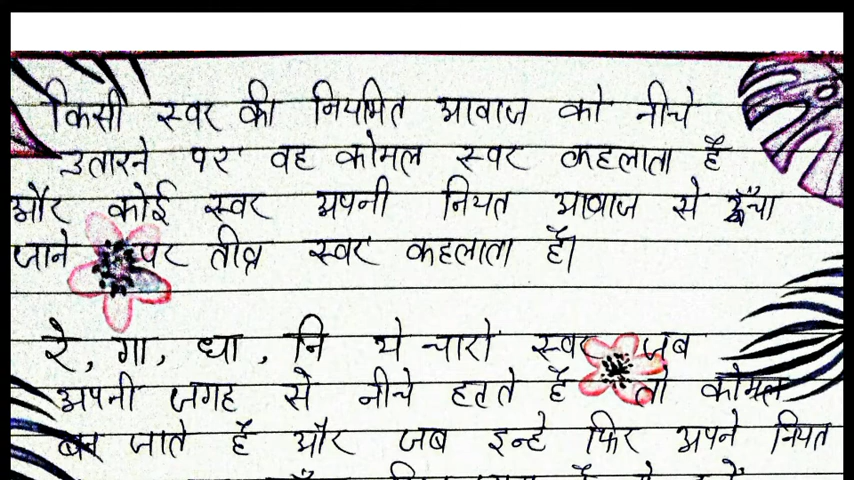 किसी स्वर की नियमित आवाज को नीचे
उतारने पर वह कोमल स्वर कहलाता है
और कोई स्वर अपनी नियत आवाज से ऊँचा
जाने पर तीव्र स्वर कहलाता है।
रे, गा, धा, नि ये चारों स्वर जब
अपनी जगह से नीचे हटते है तो कोमल
बन जाते है और जब इन्हे फिर अपने नियत